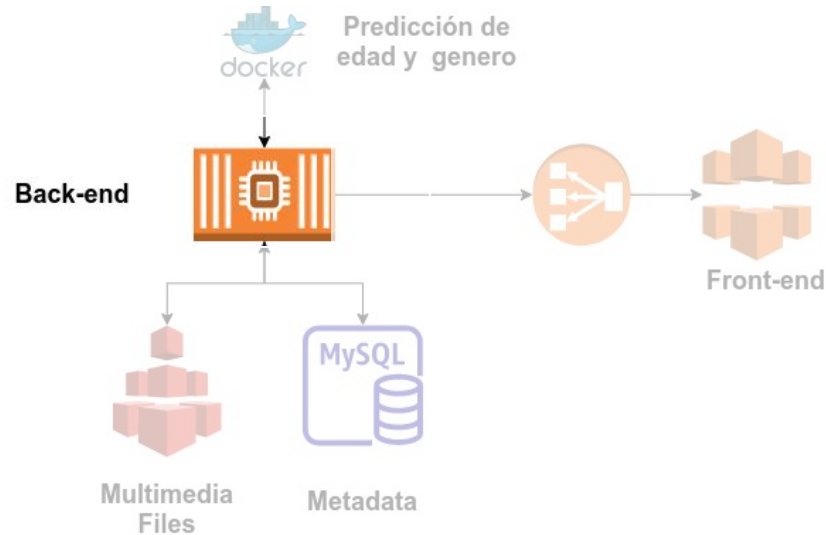 Predicción de
edad y genero
docker
Back-end
Front-end
MySQL
Multimedia
Files
Metadata